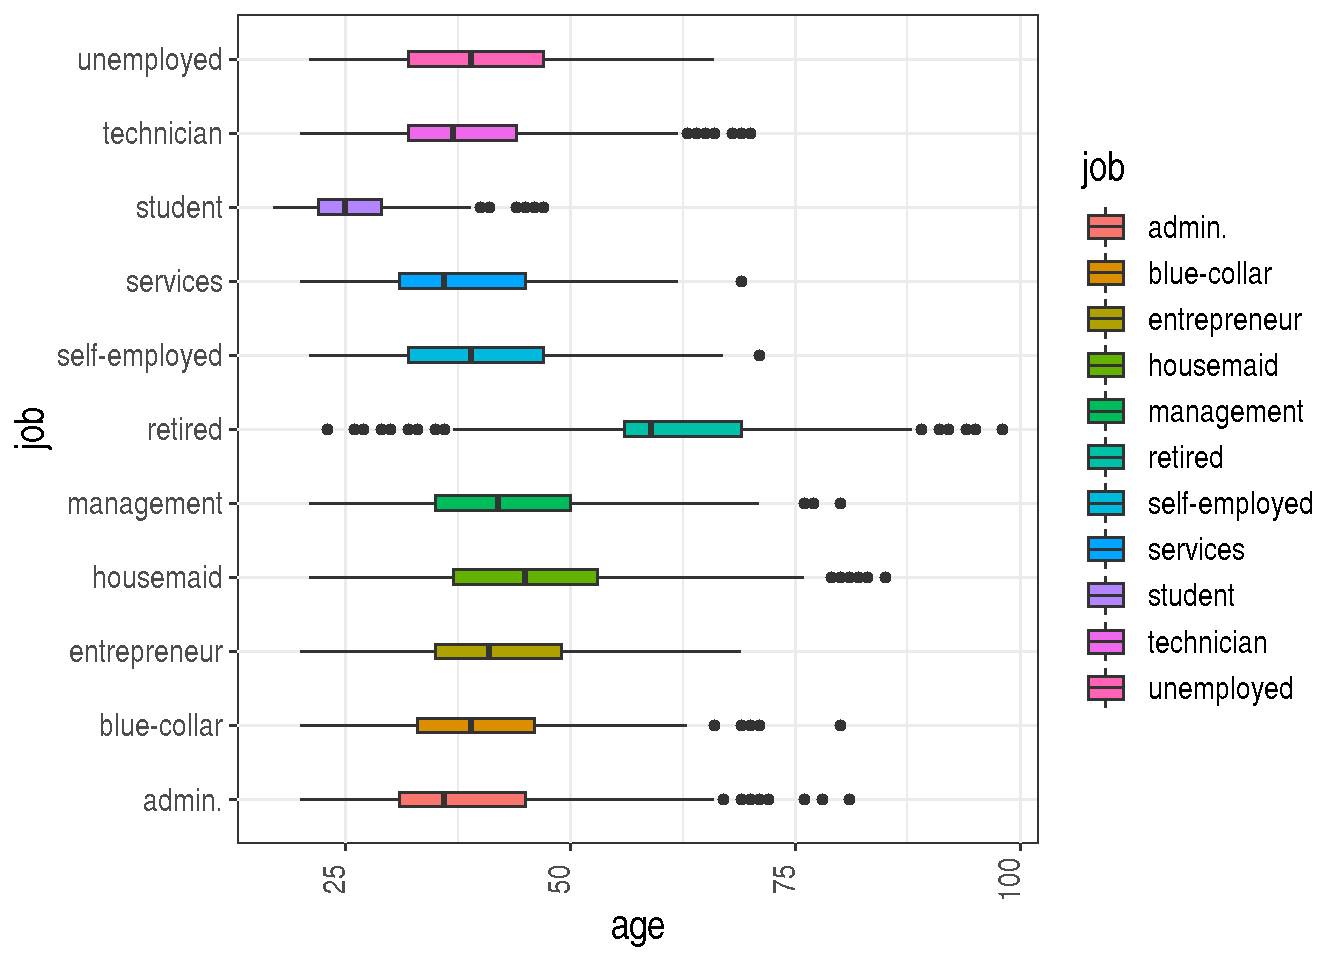 unemployed
technician
student
services
self-employed
retired
management
housemaid
entrepreneur
blue-collar
admin.
job
25
50
75
100
age
job
admin.
blue-collar
entrepreneur
housemaid
management
retired
self-employed
services
student
technician
unemployed